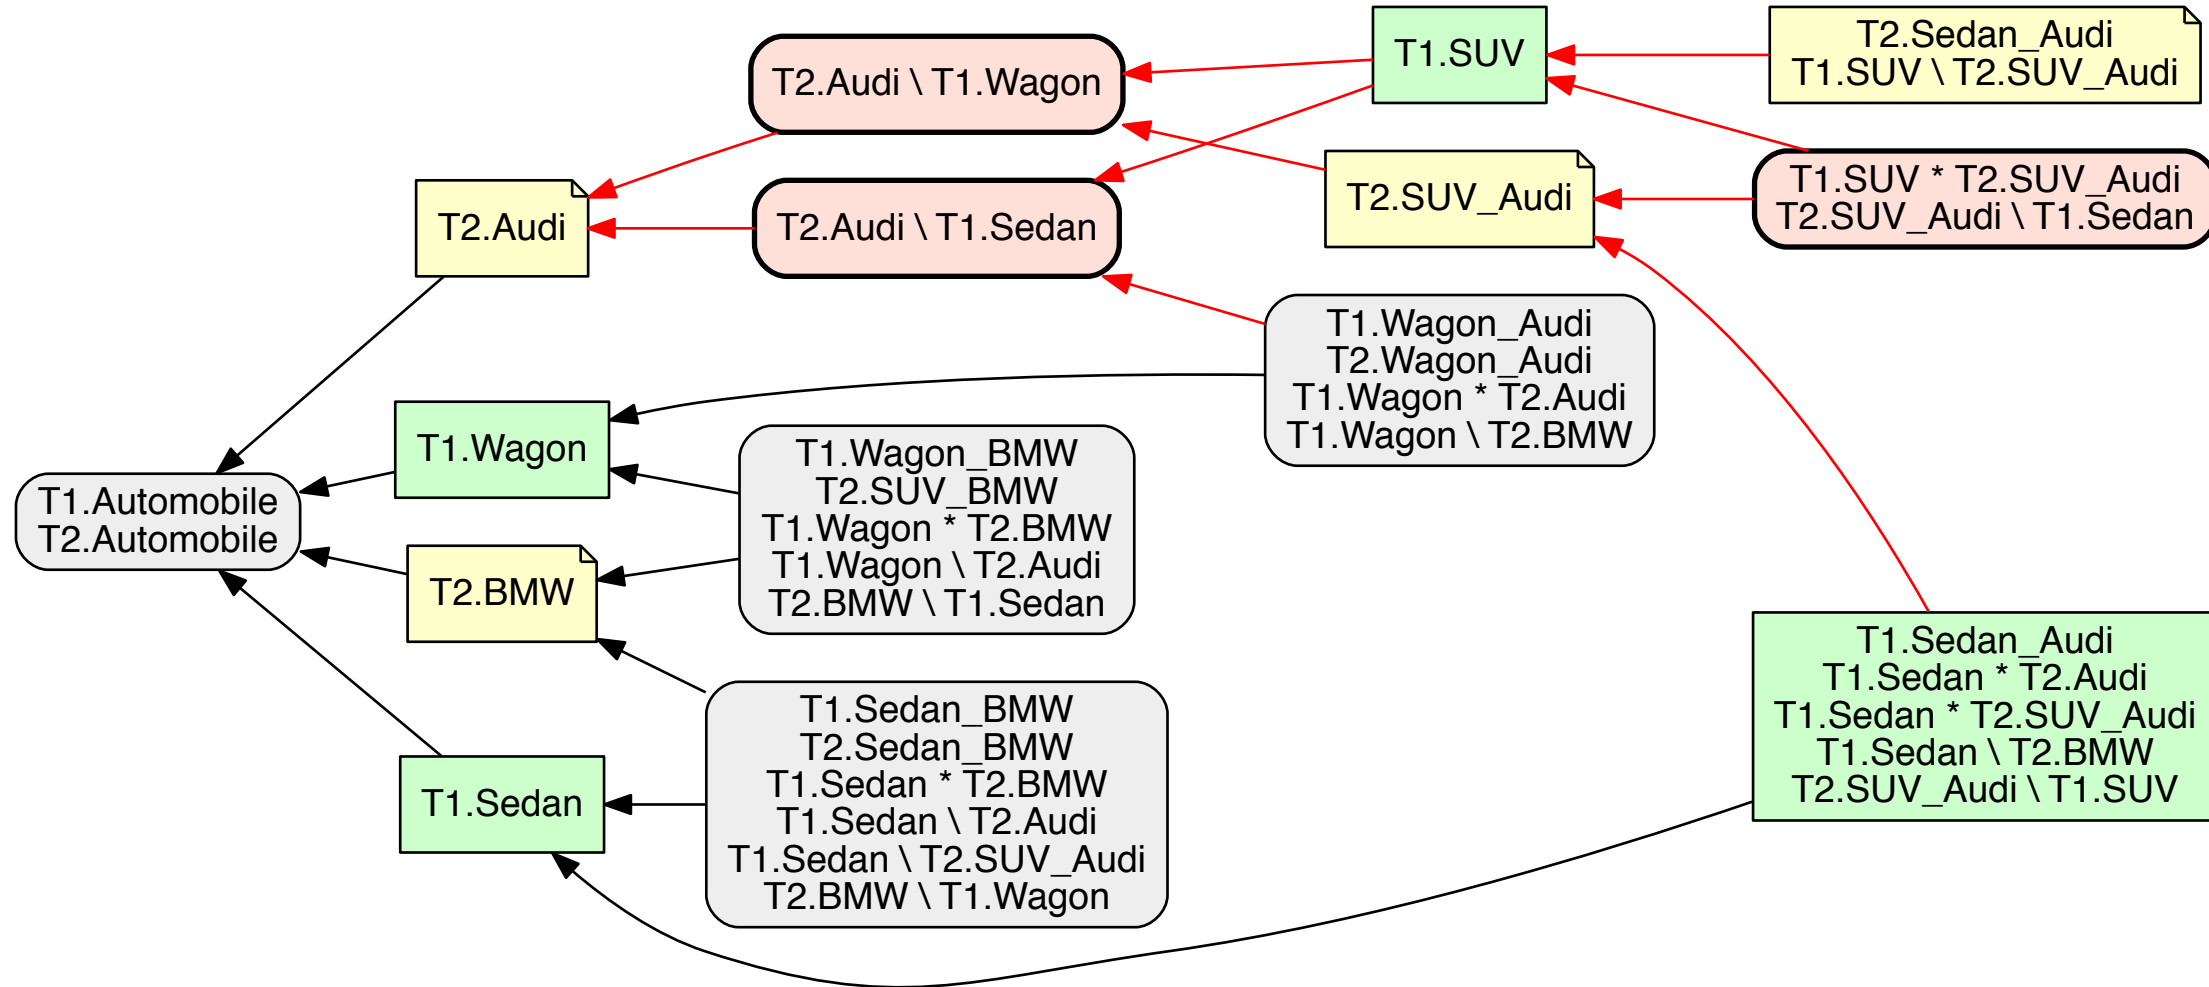 T2.Audi \ T1.Wagon
T1.SUV
T2.Sedan_Audi
T1.SUV \ T2.SUV_Audi
T2.Audi
T2.Audi \ T1.Sedan
T2.SUV_Audi
T1.SUV * T2.SUV_Audi
T2.SUV_Audi \ T1.Sedan
T1.Wagon_Audi
T2.Wagon_Audi
T1.Wagon * T2.Audi
T1.Wagon \ T2.BMW
T1.Automobile
T2.Automobile
T1.Wagon
T1.Wagon_BMW
T2.SUV_BMW
T1.Wagon * T2.BMW
T1.Wagon \ T2.Audi
T2.BMW \ T1.Sedan
T2.BMW
T1.Sedan
T1.Sedan_BMW
T2.Sedan_BMW
T1.Sedan * T2.BMW
T1.Sedan \ T2.Audi
T1.Sedan \ T2.SUV_Audi
T2.BMW \ T1.Wagon
T1.Sedan_Audi
T1.Sedan * T2.Audi
T1.Sedan * T2.SUV_Audi
T1.Sedan \ T2.BMW
T2.SUV_Audi \ T1.SUV